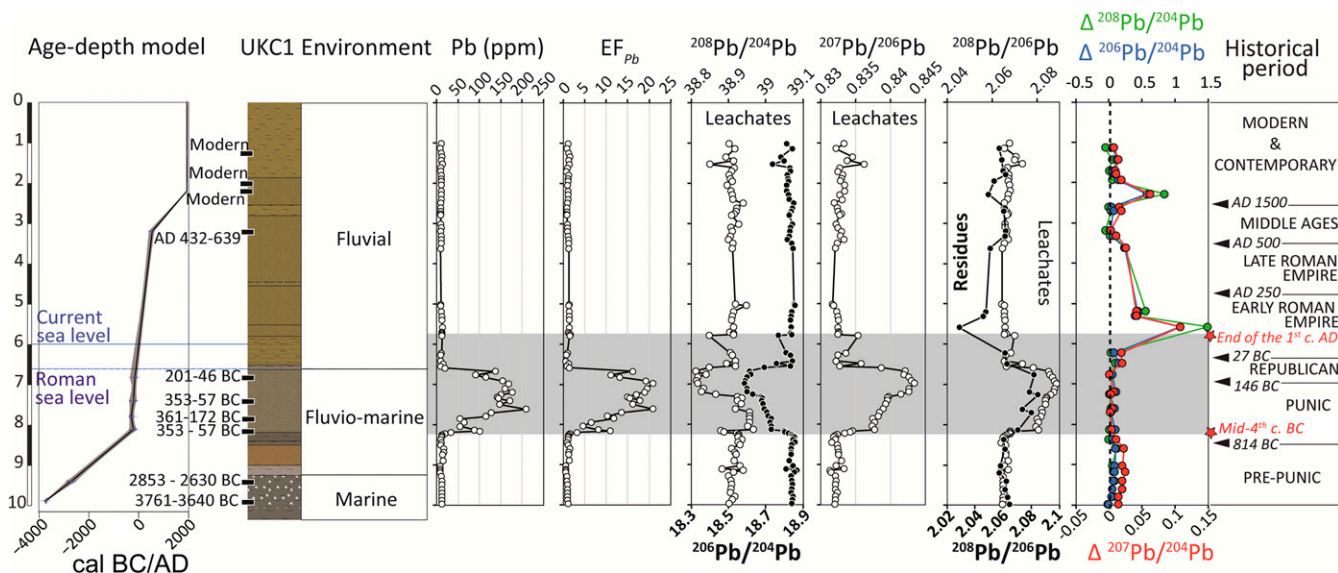 Age-depth model
UKC1 Environment
Pb (ppm)
EF Pb
²⁰⁸Pb/²⁰⁴Pb
²⁰⁷Pb/²⁰⁶Pb
²⁰⁸Pb/²⁰⁶Pb
Δ ²⁰⁸Pb/²⁰⁴Pb
Δ ²⁰⁶Pb/²⁰⁴Pb
Historical
period
0 50 100 150 200 250
0 5 10 15 20 25
38.8 38.9 39 39.1
0.83 0.835 0.84 0.845
2.04 2.06 2.08
-0.5 0 0.5 1 1.5
0
1
2
3
4
5
6
7
8
9
10
Modern
Modern
Modern
AD 432-639
Current
sea level
Roman
sea level
201-46 BC
353-57 BC
361-172 BC
353 - 57 BC
2853 - 2630 BC
3761-3640 BC
Fluvial
Fluvio-marine
Marine
Leachates
Leachates
Residues
Leachates
MODERN
&
CONTEMPORARY
AD 1500
MIDDLE AGES
AD 500
LATE ROMAN
EMPIRE
AD 250
EARLY ROMAN
EMPIRE
End of the 1st c. AD
27 BC
REPUBLICAN
146 BC
PUNIC
Mid-4th c. BC
814 BC
PRE-PUNIC
-4000 -2000 0 2000
cal BC/AD
18.3 18.5 18.7 18.9
²⁰⁶Pb/²⁰⁴Pb
2.02 2.04 2.06 2.08 2.1
²⁰⁸Pb/²⁰⁶Pb
-0.05 0 0.05 0.1 0.15
Δ ²⁰⁷Pb/²⁰⁴Pb